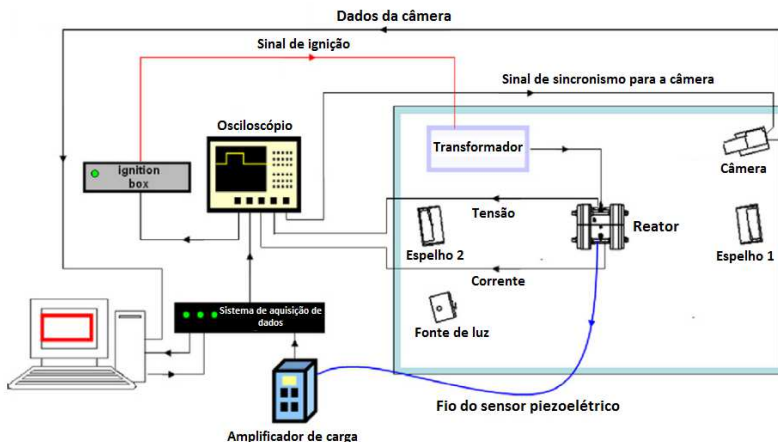 Dados da câmera
Sinal de ignição
Sinal de sincronismo para a câmera
Osciloscópio
Transformador
Câmera
ignition
box
Tensão
Reator
Espelho 2
Espelho 1
Corrente
Sistema de aquisição de
dados
Fonte de luz
Fio do sensor piezoelétrico
Amplificador de carga